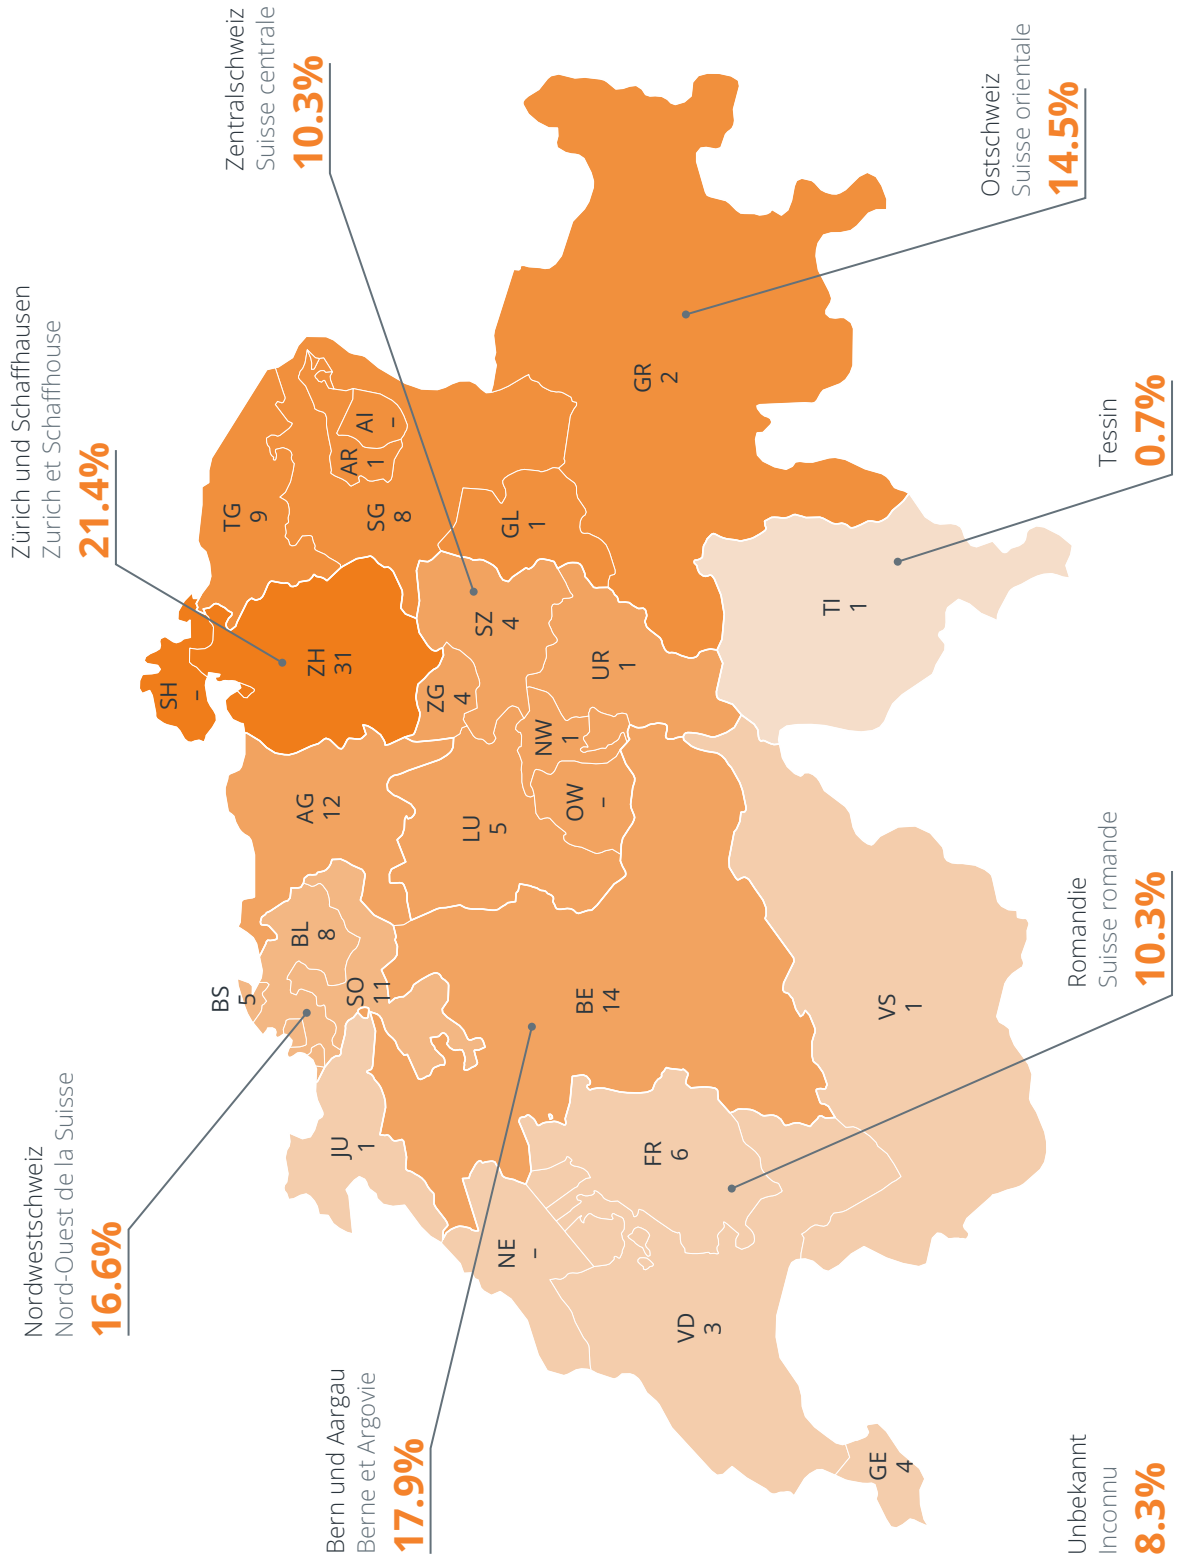 Zürich und Schaffhausen
Zurich et Schaffhouse
21.4%
Nordwestschweiz
Nord-Ouest de la Suisse
16.6%
Zentralschweiz
Suisse centrale
10.3%
Bern und Aargau
Berne et Argovie
17.9%
Ostschweiz
Suisse orientale
14.5%
Tessin
0.7%
Romandie
Suisse romande
10.3%
Unbekannt
Inconnu
8.3%
SH
–
BS
5
TG
9
BL
8
AG
12
ZH
31
JU
1
SO
11
AR
1
AI
–
SG
8
ZG
4
LU
5
SZ
4
GL
1
NE
–
NW
1
OW
–
BE
14
UR
1
GR
2
FR
6
VD
3
TI
1
VS
1
GE
4